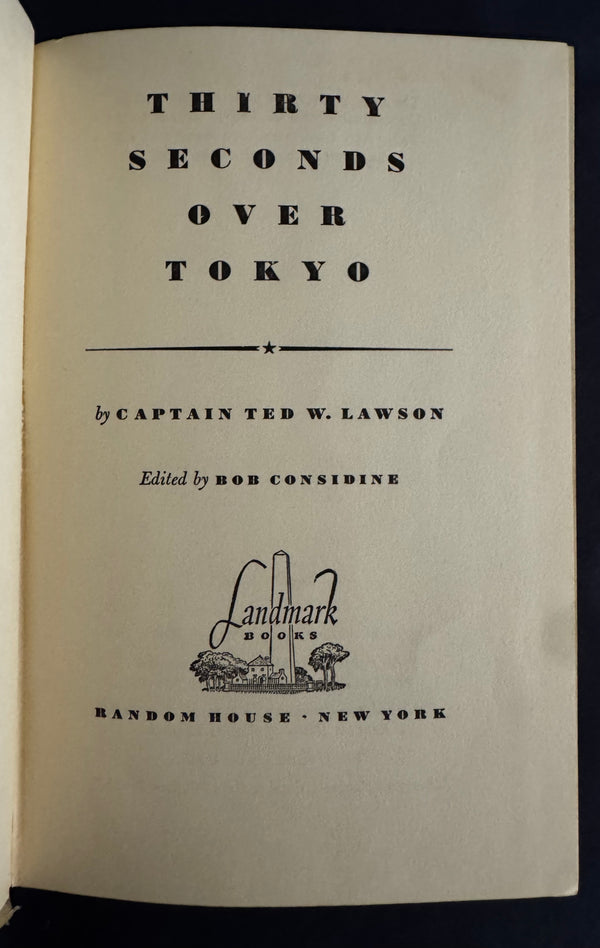 THIRTY
SECONDS
OVER
TOKYO
by CAPTAIN TED W. LAWSON
Edited by BOB CONSIDINE
Landmark
BOOKS
RANDOM HOUSE · NEW YORK